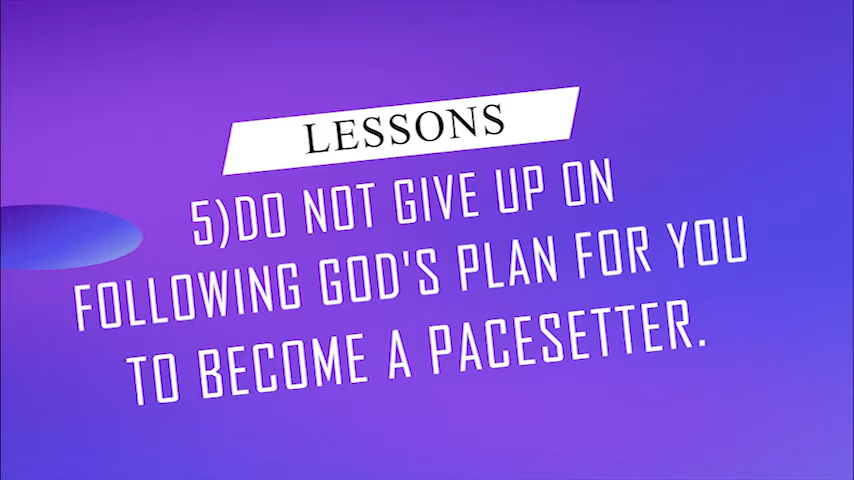 LESSONS
5)DO NOT GIVE UP ON
FOLLOWING GOD'S PLAN FOR YOU
TO BECOME A PACESETTER.